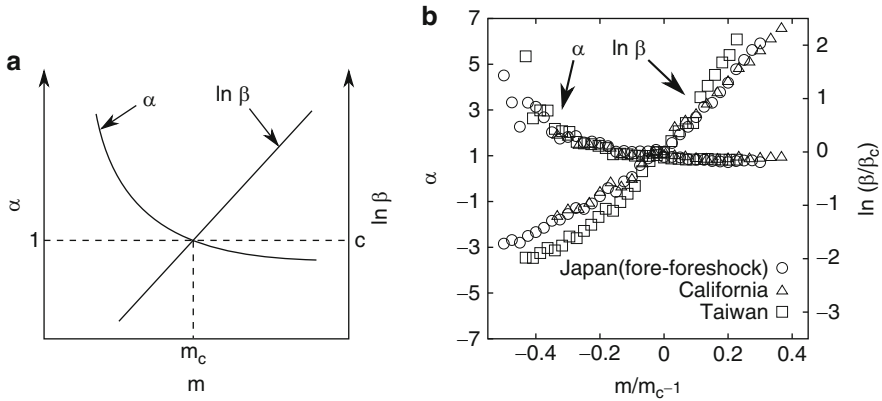 a
α
ln β
α
1
c
ln β
m_c
m
b
α
ln β
7
5
3
1
−1
−3
−5
−7
α
2
1
0
−1
−2
−3
ln (β/β_c)
Japan(fore-foreshock)
California
Taiwan
−0.4
−0.2
0
0.2
0.4
m/m_c−1